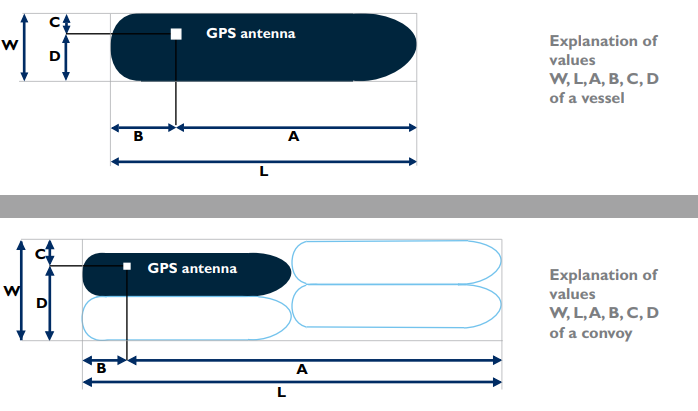 C
W
GPS antenna
D
B
A
L
Explanation of
values
W, L, A, B, C, D
of a vessel
C
W
GPS antenna
D
B
A
L
Explanation of
values
W, L, A, B, C, D
of a convoy